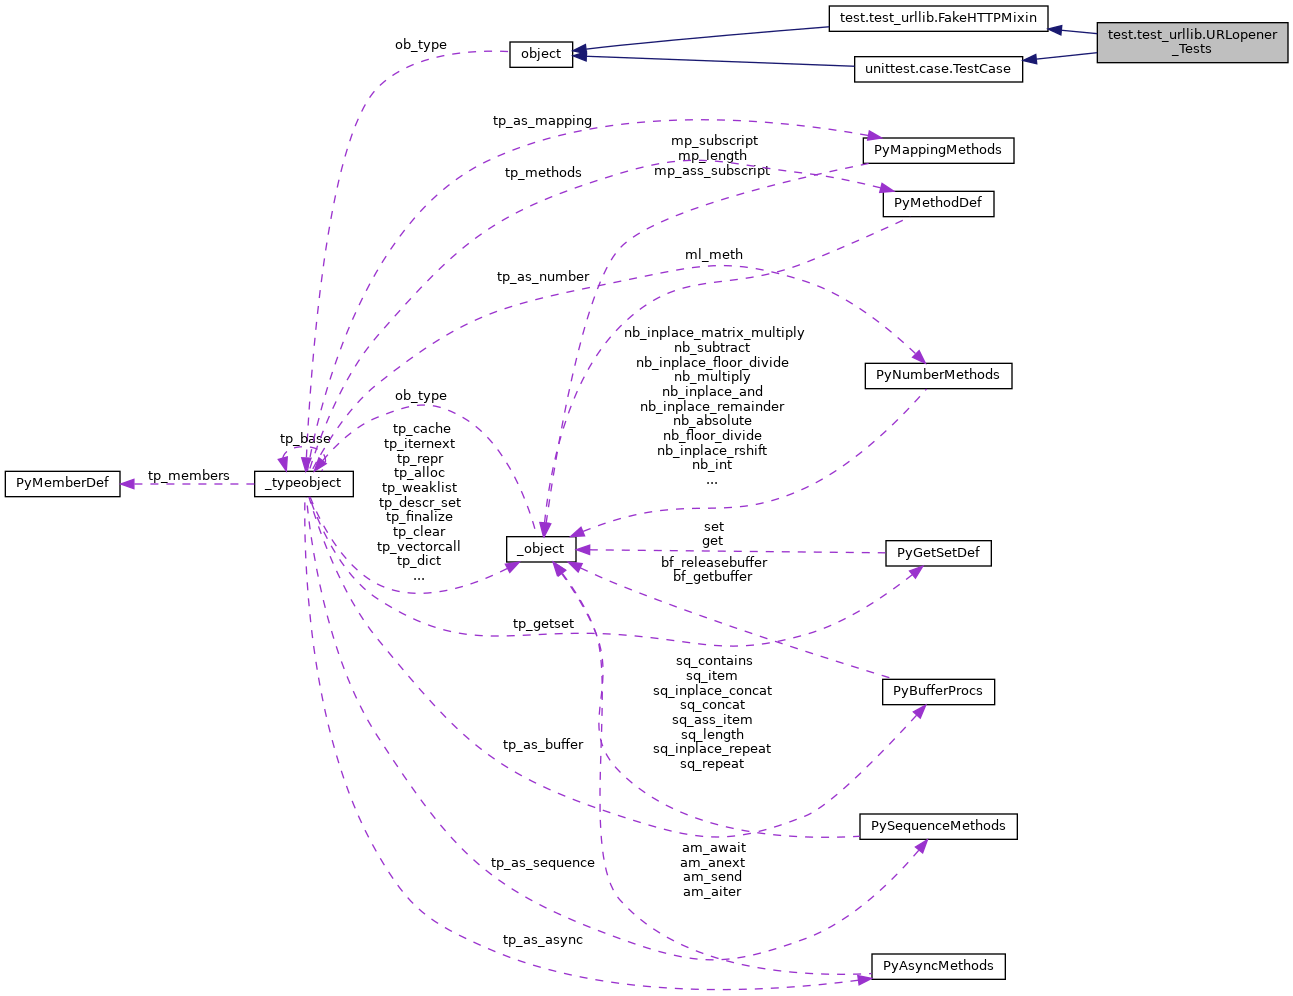 test.test_urllib.FakeHTTPMixin
test.test_urllib.URLopener
_Tests
ob_type
object
unittest.case.TestCase
tp_as_mapping
mp_subscript
mp_length
mp_ass_subscript
PyMappingMethods
tp_methods
PyMethodDef
ml_meth
tp_as_number
nb_inplace_matrix_multiply
nb_subtract
nb_inplace_floor_divide
nb_multiply
nb_inplace_and
nb_inplace_remainder
nb_absolute
nb_floor_divide
nb_inplace_rshift
nb_int
...
PyNumberMethods
ob_type
tp_base
tp_cache
tp_iternext
tp_repr
tp_alloc
tp_weaklist
tp_descr_set
tp_finalize
tp_clear
tp_vectorcall
tp_dict
...
PyMemberDef
tp_members
_typeobject
_object
set
get
PyGetSetDef
bf_releasebuffer
bf_getbuffer
tp_getset
sq_contains
sq_item
sq_inplace_concat
sq_concat
sq_ass_item
sq_length
sq_inplace_repeat
sq_repeat
PyBufferProcs
tp_as_buffer
PySequenceMethods
am_await
am_anext
am_send
am_aiter
tp_as_sequence
tp_as_async
PyAsyncMethods